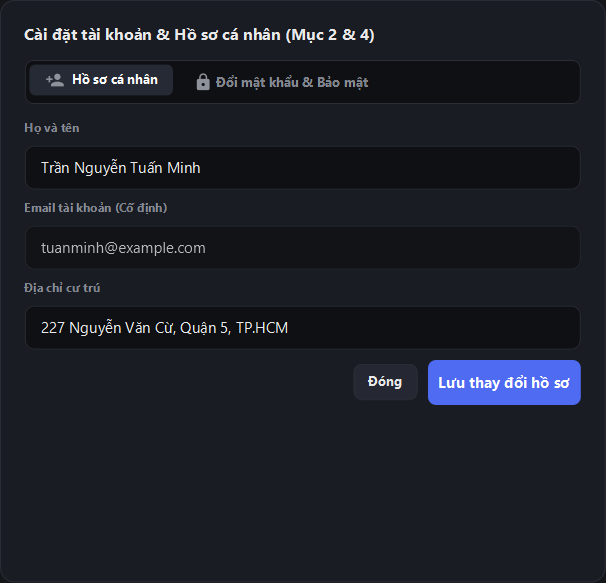 Cài đặt tài khoản & Hồ sơ cá nhân (Mục 2 & 4)
Hồ sơ cá nhân
Đổi mật khẩu & Bảo mật
Họ và tên
Trần Nguyễn Tuấn Minh
Email tài khoản (Cố định)
tuanminh@example.com
Địa chỉ cư trú
227 Nguyễn Văn Cừ, Quận 5, TP.HCM
Đóng
Lưu thay đổi hồ sơ